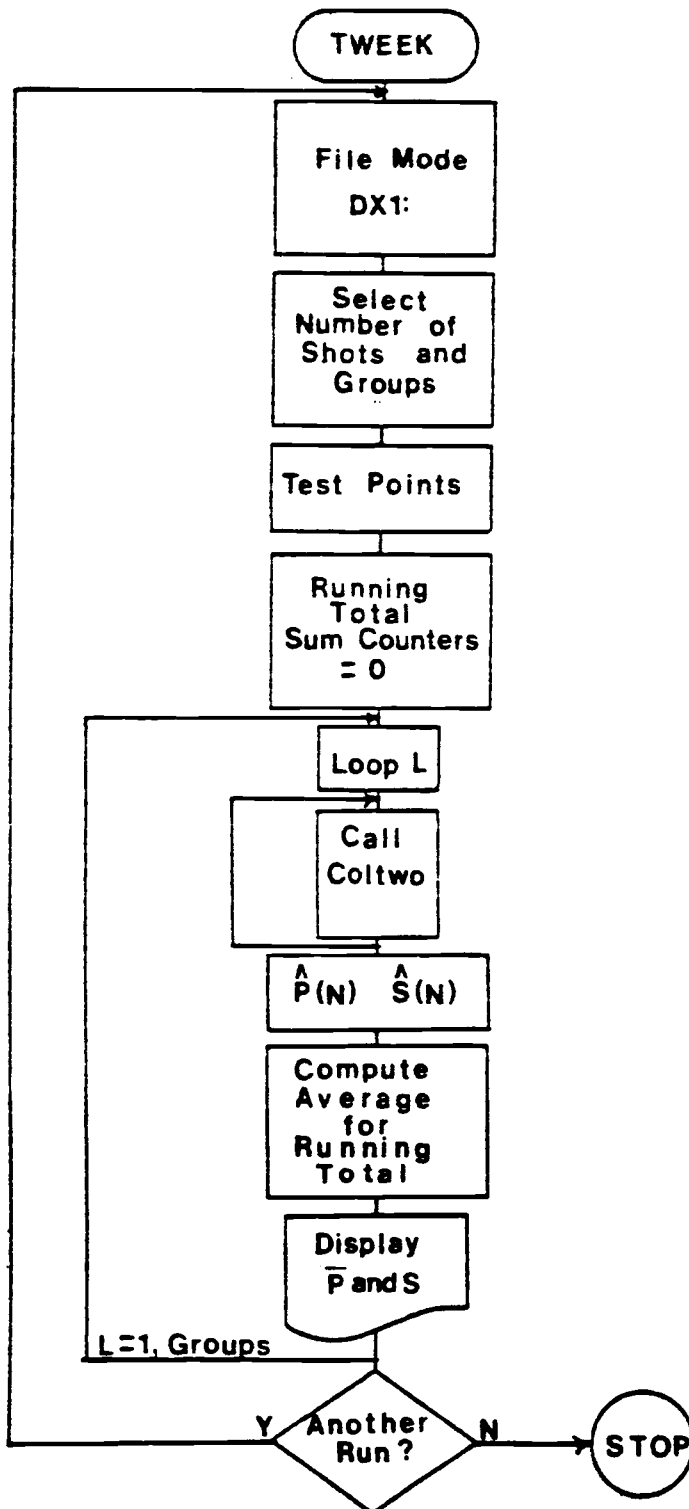 TWEEK
File Mode
DX1:
Select
Number of
Shots and
Groups
Test Points
Running
Total
Sum Counters
= 0
Loop L
Call
Coltwo
P̂(N) Ŝ(N)
Compute
Average
for
Running
Total
Display
P̅ and S
L=1, Groups
Y
Another
Run?
N
STOP